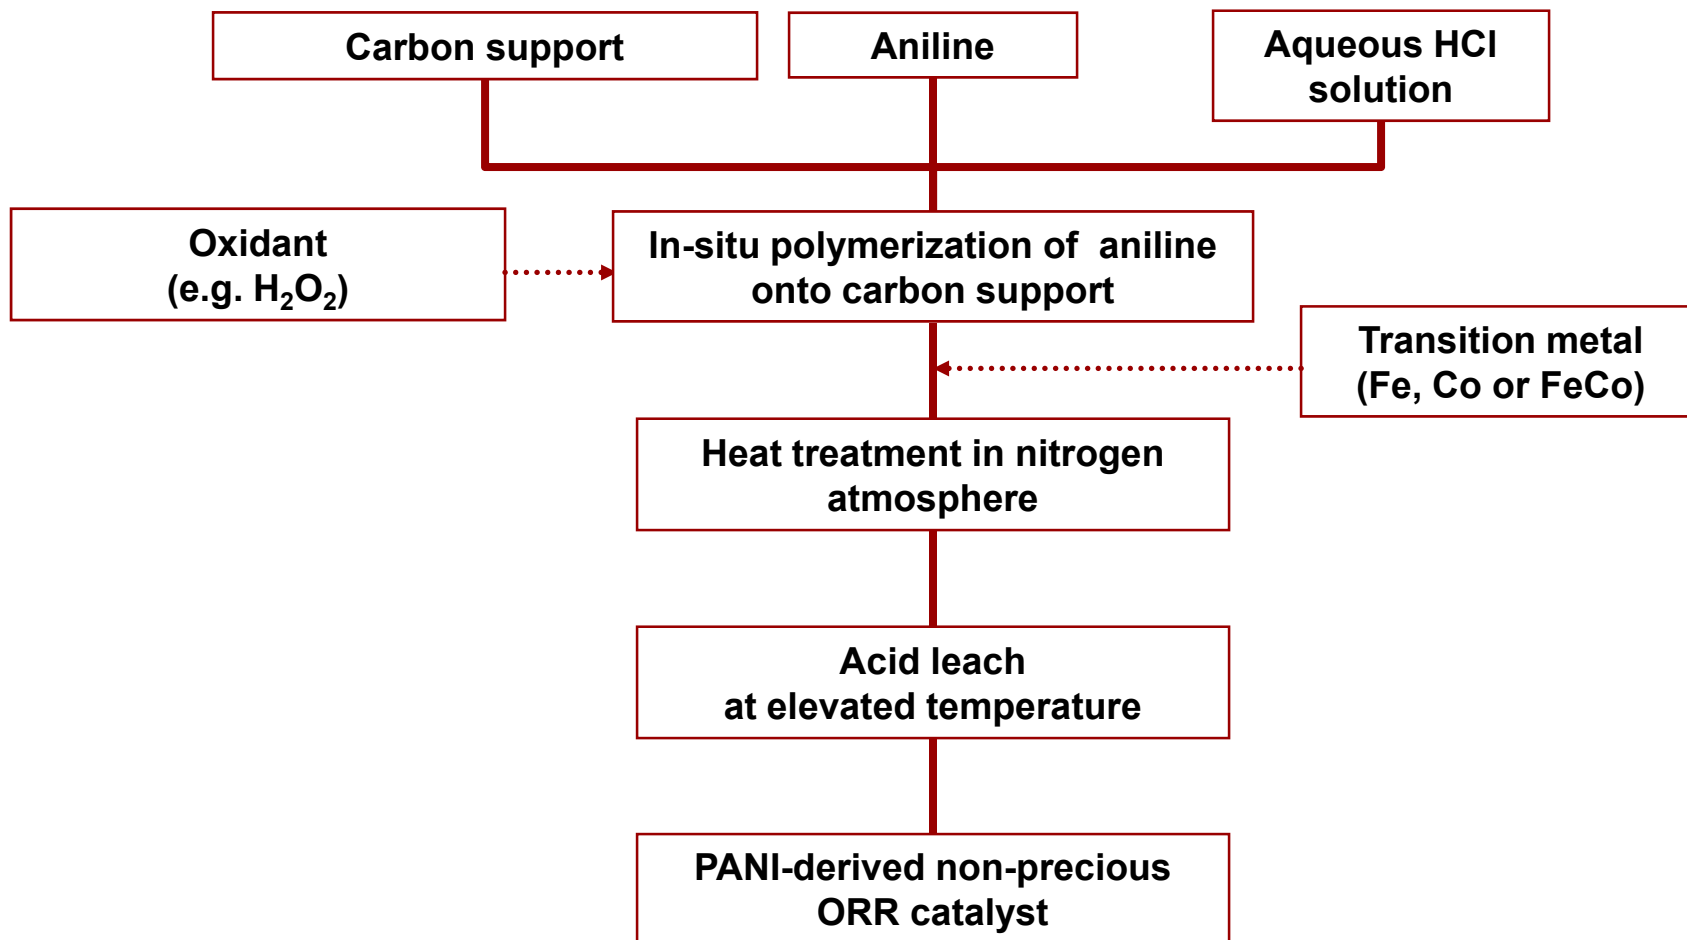 Carbon support
Aniline
Aqueous HCl
solution
Oxidant
(e.g. H₂O₂)
In-situ polymerization of  aniline
onto carbon support
Transition metal
(Fe, Co or FeCo)
Heat treatment in nitrogen
atmosphere
Acid leach
at elevated temperature
PANI-derived non-precious
ORR catalyst